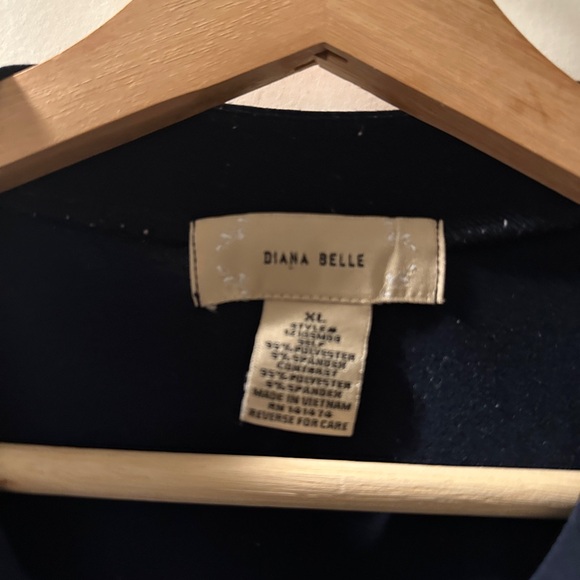 DIANA BELLE
XL
STYLE#
SELF
95% POLYESTER
5% SPANDEX
CONTRAST
95% POLYESTER
5% SPANDEX
MADE IN VIETNAM
RN 141474
REVERSE FOR CARE